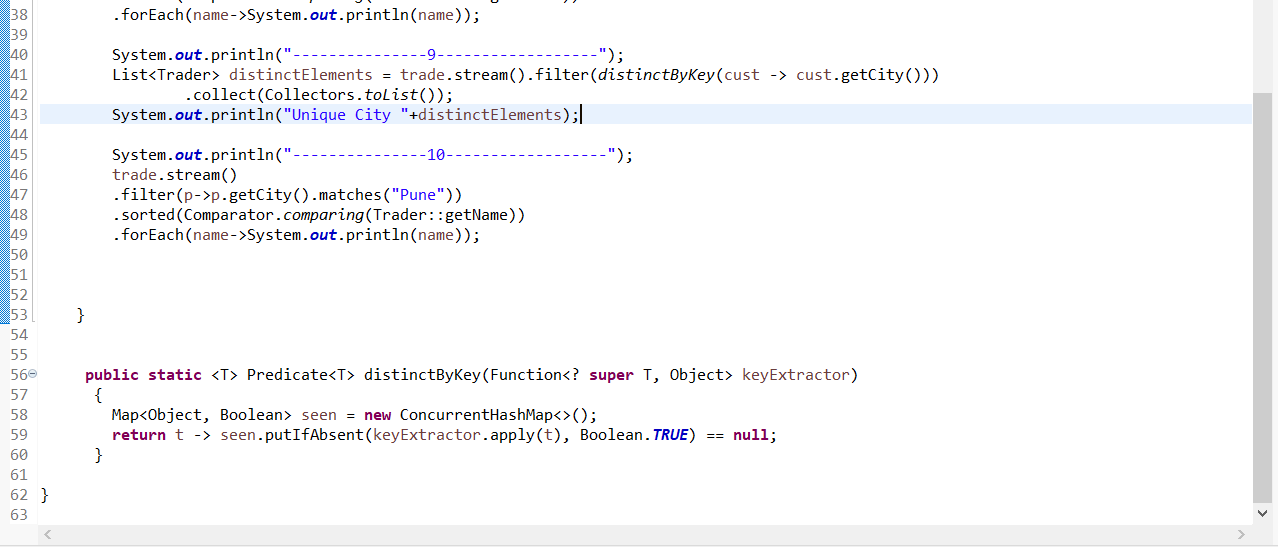 38 .forEach(name->System.out.println(name));
39
40 System.out.println("---------------9------------------");
41 List<Trader> distinctElements = trade.stream().filter(distinctByKey(cust -> cust.getCity()))
42 .collect(Collectors.toList());
43 System.out.println("Unique City "+distinctElements);
44
45 System.out.println("---------------10------------------");
46 trade.stream()
47 .filter(p->p.getCity().matches("Pune"))
48 .sorted(Comparator.comparing(Trader::getName))
49 .forEach(name->System.out.println(name));
50
51
52
53 }
54
55
56 public static <T> Predicate<T> distinctByKey(Function<? super T, Object> keyExtractor)
57 {
58 Map<Object, Boolean> seen = new ConcurrentHashMap<>();
59 return t -> seen.putIfAbsent(keyExtractor.apply(t), Boolean.TRUE) == null;
60 }
61
62 }
63